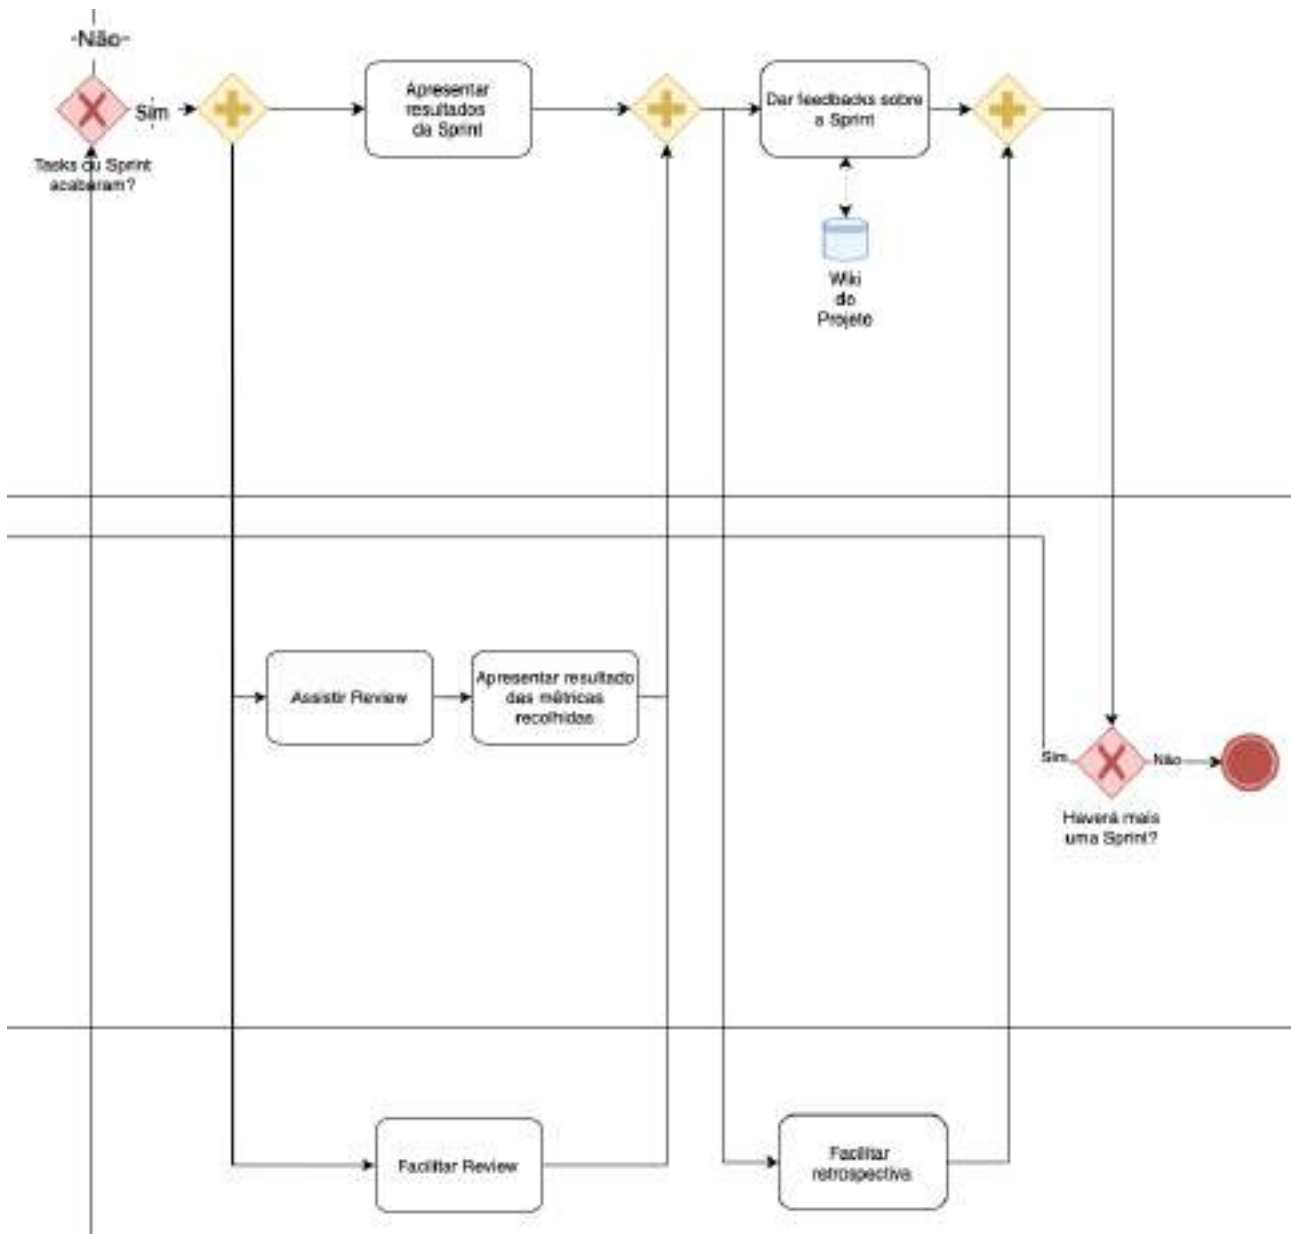 Não
Sim
Tasks ou Sprint
acabaram?
Apresentar
resultados
da Sprint
Dar feedbacks sobre
a Sprint
Wiki
do
Projeto
Assistir Review
Apresentar resultado
das métricas
recolhidas
Sim
Não
Haverá mais
uma Sprint?
Facilitar Review
Facilitar
retrospectiva